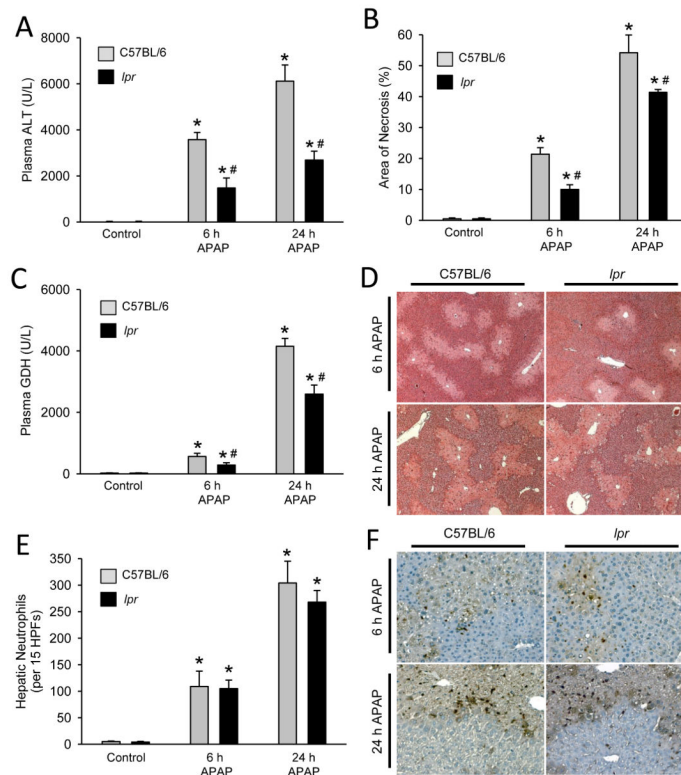 A
Plasma ALT (U/L)
8000
6000
4000
2000
0
C57BL/6
lpr
*
* #
*
* #
Control
6 h
APAP
24 h
APAP
B
Area of Necrosis (%)
60
50
40
30
20
10
0
C57BL/6
lpr
*
* #
*
* #
Control
6 h
APAP
24 h
APAP
C
Plasma GDH (U/L)
6000
4000
2000
0
C57BL/6
lpr
*
* #
*
* #
Control
6 h
APAP
24 h
APAP
D
C57BL/6
lpr
6 h APAP
24 h APAP
E
Hepatic Neutrophils
(per 15 HPFs)
350
300
250
200
150
100
50
0
C57BL/6
lpr
*
*
*
*
Control
6 h
APAP
24 h
APAP
F
C57BL/6
lpr
6 h APAP
24 h APAP